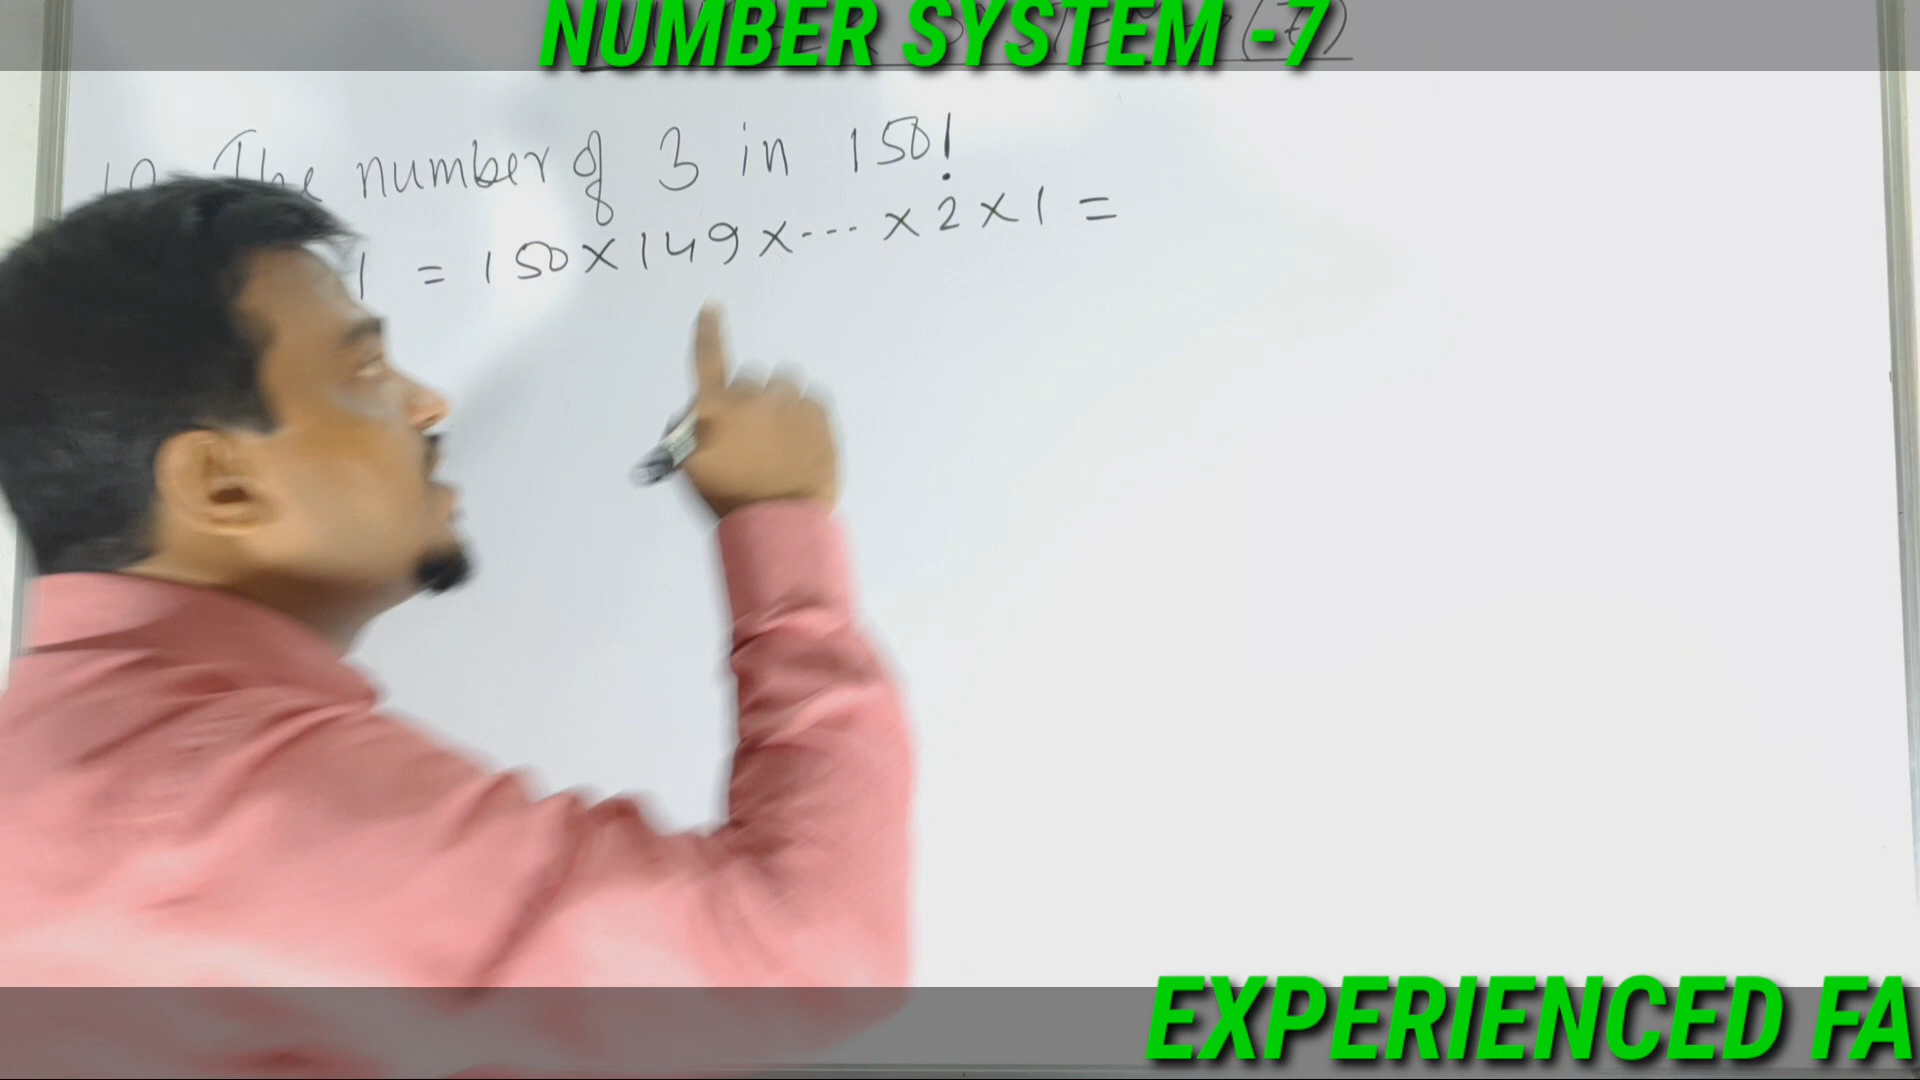 NUMBER SYSTEM -7
The number of 3 in 150!
= 150 × 149 × --- × 2 × 1 =
EXPERIENCED FA